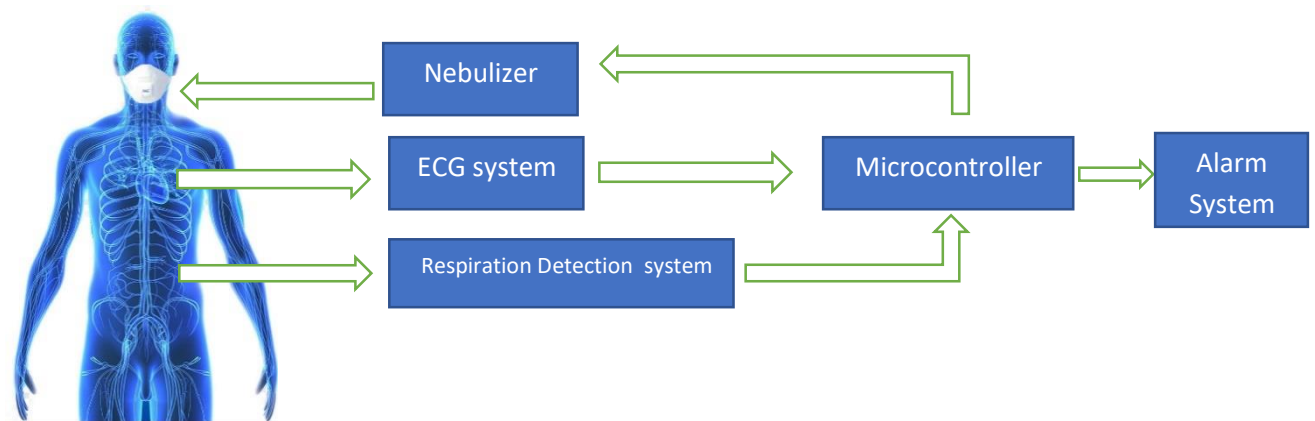 Nebulizer
ECG system
Microcontroller
Alarm
System
Respiration Detection system